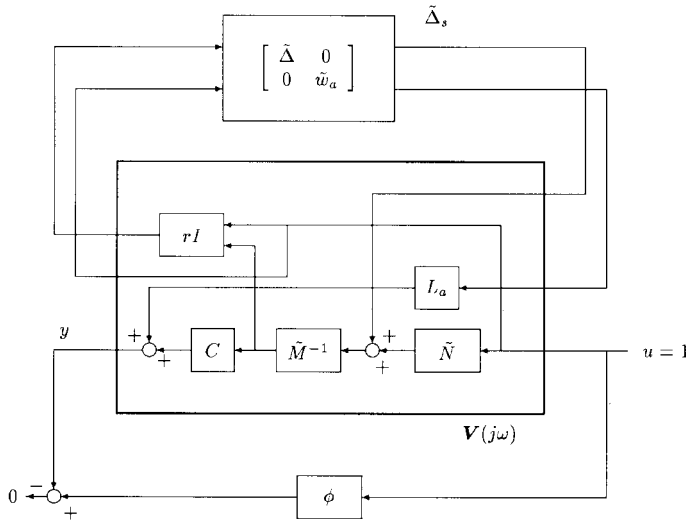 Δ̃_s
[ Δ̃ 0
0 w̃_a ]
rI
L_a
y
+ +
+ +
C
M̃⁻¹
Ñ
u = 1
V(jω)
0 −
+
ϕ